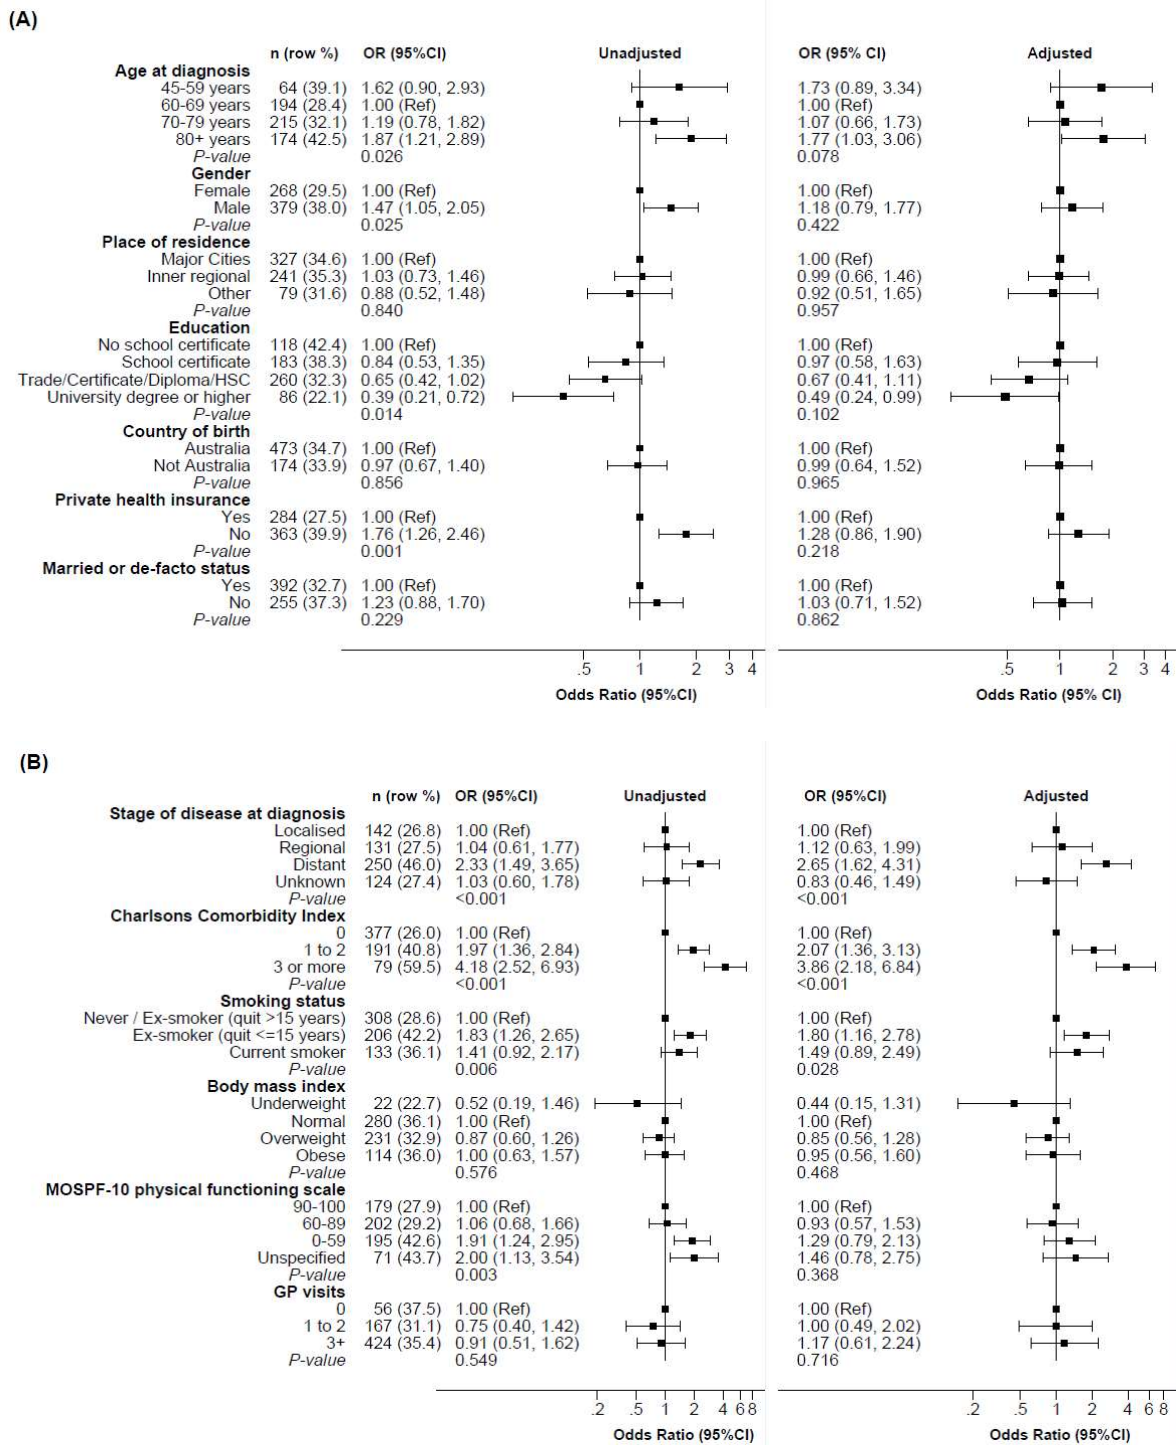 (A)
n (row %) OR (95%CI) Unadjusted OR (95% CI) Adjusted
Age at diagnosis
45-59 years 64 (39.1) 1.62 (0.90, 2.93) 1.73 (0.89, 3.34)
60-69 years 194 (28.4) 1.00 (Ref) 1.00 (Ref)
70-79 years 215 (32.1) 1.19 (0.78, 1.82) 1.07 (0.66, 1.73)
80+ years 174 (42.5) 1.87 (1.21, 2.89) 1.77 (1.03, 3.06)
P-value 0.026 0.078
Gender
Female 268 (29.5) 1.00 (Ref) 1.00 (Ref)
Male 379 (38.0) 1.47 (1.05, 2.05) 1.18 (0.79, 1.77)
P-value 0.025 0.422
Place of residence
Major Cities 327 (34.6) 1.00 (Ref) 1.00 (Ref)
Inner regional 241 (35.3) 1.03 (0.73, 1.46) 0.99 (0.66, 1.46)
Other 79 (31.6) 0.88 (0.52, 1.48) 0.92 (0.51, 1.65)
P-value 0.840 0.957
Education
No school certificate 118 (42.4) 1.00 (Ref) 1.00 (Ref)
School certificate 183 (38.3) 0.84 (0.53, 1.35) 0.97 (0.58, 1.63)
Trade/Certificate/Diploma/HSC 260 (32.3) 0.65 (0.42, 1.02) 0.67 (0.41, 1.11)
University degree or higher 86 (22.1) 0.39 (0.21, 0.72) 0.49 (0.24, 0.99)
P-value 0.014 0.102
Country of birth
Australia 473 (34.7) 1.00 (Ref) 1.00 (Ref)
Not Australia 174 (33.9) 0.97 (0.67, 1.40) 0.99 (0.64, 1.52)
P-value 0.856 0.965
Private health insurance
Yes 284 (27.5) 1.00 (Ref) 1.00 (Ref)
No 363 (39.9) 1.76 (1.26, 2.46) 1.28 (0.86, 1.90)
P-value 0.001 0.218
Married or de-facto status
Yes 392 (32.7) 1.00 (Ref) 1.00 (Ref)
No 255 (37.3) 1.23 (0.88, 1.70) 1.03 (0.71, 1.52)
P-value 0.229 0.862
.5 1 2 3 4 .5 1 2 3 4
Odds Ratio (95%CI) Odds Ratio (95% CI)
(B)
n (row %) OR (95%CI) Unadjusted OR (95%CI) Adjusted
Stage of disease at diagnosis
Localised 142 (26.8) 1.00 (Ref) 1.00 (Ref)
Regional 131 (27.5) 1.04 (0.61, 1.77) 1.12 (0.63, 1.99)
Distant 250 (46.0) 2.33 (1.49, 3.65) 2.65 (1.62, 4.31)
Unknown 124 (27.4) 1.03 (0.60, 1.78) 0.83 (0.46, 1.49)
P-value <0.001 <0.001
Charlsons Comorbidity Index
0 377 (26.0) 1.00 (Ref) 1.00 (Ref)
1 to 2 191 (40.8) 1.97 (1.36, 2.84) 2.07 (1.36, 3.13)
3 or more 79 (59.5) 4.18 (2.52, 6.93) 3.86 (2.18, 6.84)
P-value <0.001 <0.001
Smoking status
Never / Ex-smoker (quit >15 years) 308 (28.6) 1.00 (Ref) 1.00 (Ref)
Ex-smoker (quit <=15 years) 206 (42.2) 1.83 (1.26, 2.65) 1.80 (1.16, 2.78)
Current smoker 133 (36.1) 1.41 (0.92, 2.17) 1.49 (0.89, 2.49)
P-value 0.006 0.028
Body mass index
Underweight 22 (22.7) 0.52 (0.19, 1.46) 0.44 (0.15, 1.31)
Normal 280 (36.1) 1.00 (Ref) 1.00 (Ref)
Overweight 231 (32.9) 0.87 (0.60, 1.26) 0.85 (0.56, 1.28)
Obese 114 (36.0) 1.00 (0.63, 1.57) 0.95 (0.56, 1.60)
P-value 0.576 0.468
MOSPF-10 physical functioning scale
90-100 179 (27.9) 1.00 (Ref) 1.00 (Ref)
60-89 202 (29.2) 1.06 (0.68, 1.66) 0.93 (0.57, 1.53)
0-59 195 (42.6) 1.91 (1.24, 2.95) 1.29 (0.79, 2.13)
Unspecified 71 (43.7) 2.00 (1.13, 3.54) 1.46 (0.78, 2.75)
P-value 0.003 0.368
GP visits
0 56 (37.5) 1.00 (Ref) 1.00 (Ref)
1 to 2 167 (31.1) 0.75 (0.40, 1.42) 1.00 (0.49, 2.02)
3+ 424 (35.4) 0.91 (0.51, 1.62) 1.17 (0.61, 2.24)
P-value 0.549 0.716
.2 .5 1 2 4 6 8 .2 .5 1 2 4 6 8
Odds Ratio (95%CI) Odds Ratio (95%CI)